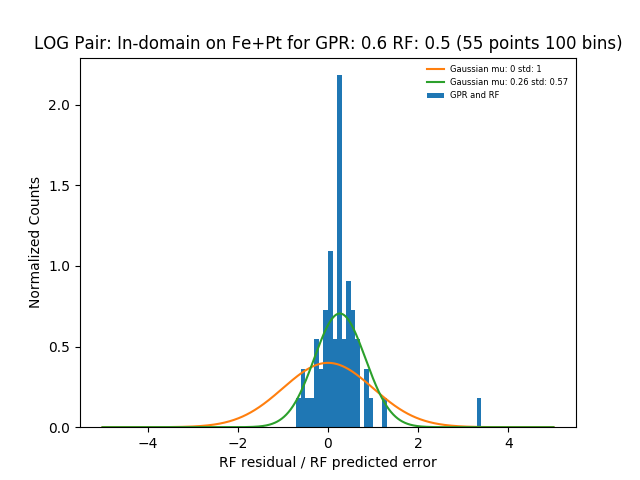 LOG Pair: In-domain on Fe+Pt for GPR: 0.6 RF: 0.5 (55 points 100 bins)
Gaussian mu: 0 std: 1
Gaussian mu: 0.26 std: 0.57
GPR and RF
Normalized Counts
2.0
1.5
1.0
0.5
0.0
−4 −2 0 2 4
RF residual / RF predicted error